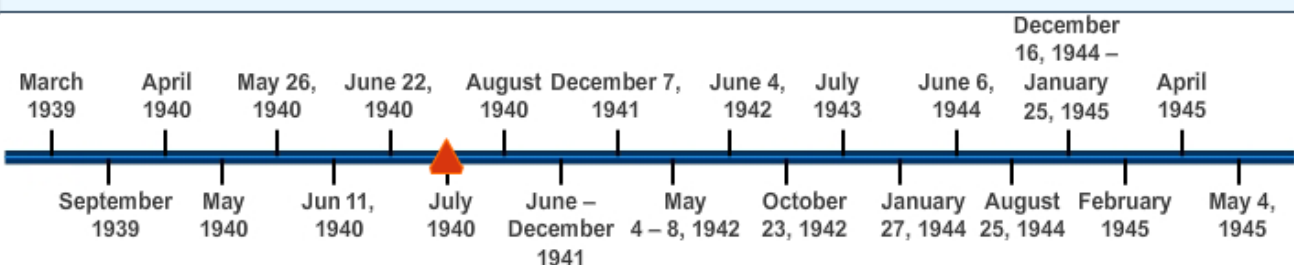 December
16, 1944 –
March April May 26, June 22, August December 7, June 4, July June 6, January April
1939 1940 1940 1940 1940 1941 1942 1943 1944 25, 1945 1945
September May Jun 11, July June – May October January August February May 4,
1939 1940 1940 1940 December 4 – 8, 1942 23, 1942 27, 1944 25, 1944 1945 1945
1941